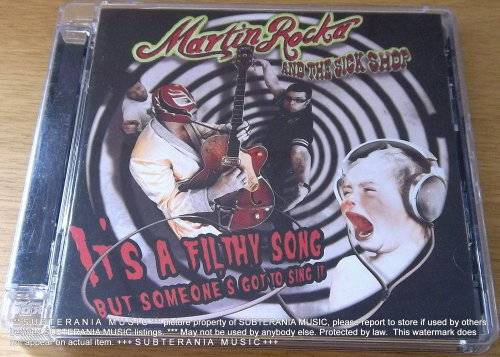 Martin Rocka
AND THE SICK SHOP
IT'S A FILTHY SONG
BUT SOMEONE'S GOT TO SING IT
SUBTERANIA MUSIC picture property of SUBTERANIA MUSIC, please report to store if used by others
SUBTERANIA MUSIC listings. *** May not be used by anybody else. Protected by law. This watermark does
not appear on actual item. +++ SUBTERANIA MUSIC+++